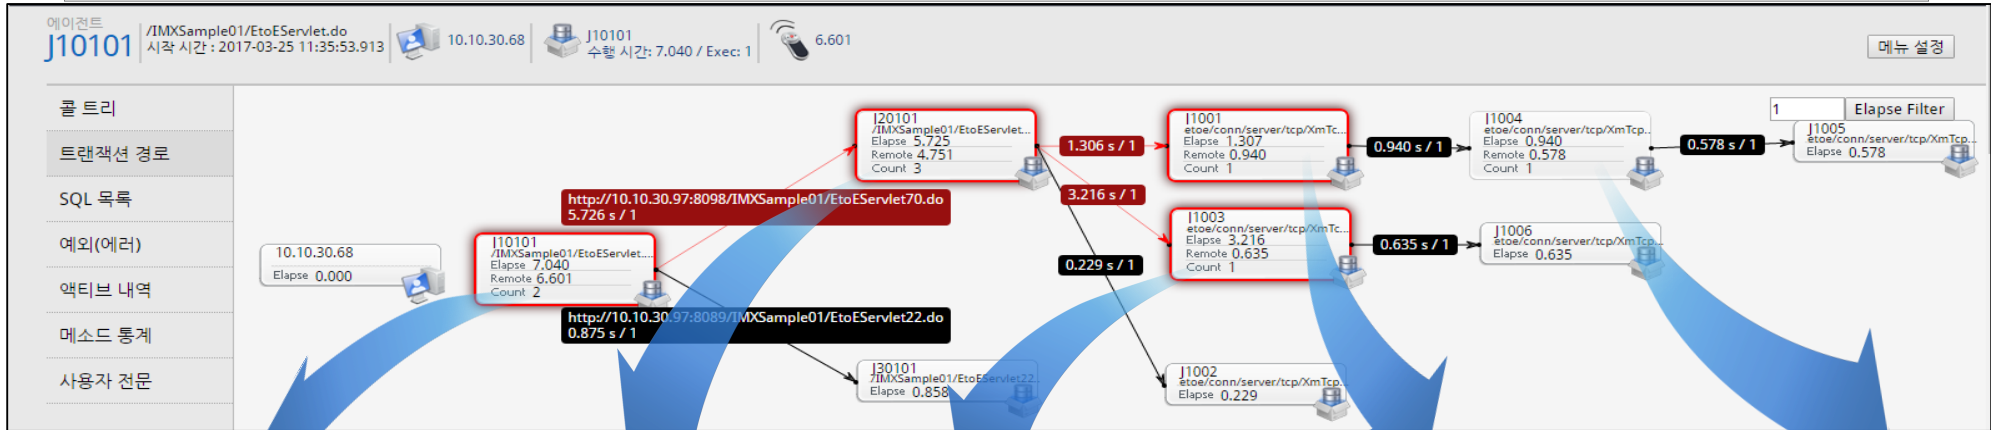 에이전트
J10101
/IMXSample01/EtoEServlet.do
시작 시간 : 2017-03-25 11:35:53.913
10.10.30.68
J10101
수행 시간: 7.040 / Exec: 1
6.601
메뉴 설정
콜 트리
트랜잭션 경로
SQL 목록
예외(에러)
액티브 내역
메소드 통계
사용자 전문
1
Elapse Filter
10.10.30.68
Elapse 0.000
J10101
/IMXSample01/EtoEServlet....
Elapse 7.040
Remote 6.601
Count 2
http://10.10.30.97:8098/IMXSample01/EtoEServlet70.do
5.726 s / 1
http://10.10.30.97:8089/IMXSample01/EtoEServlet22.do
0.875 s / 1
J20101
/IMXSample01/EtoEServlet...
Elapse 5.725
Remote 4.751
Count 3
J30101
/IMXSample01/EtoEServlet22...
Elapse 0.858
1.306 s / 1
3.216 s / 1
0.229 s / 1
J1001
etoe/conn/server/tcp/XmTc...
Elapse 1.307
Remote 0.940
Count 1
J1003
etoe/conn/server/tcp/XmTc...
Elapse 3.216
Remote 0.635
Count 1
J1002
etoe/conn/server/tcp/XmTcp...
Elapse 0.229
0.940 s / 1
0.635 s / 1
J1004
etoe/conn/server/tcp/XmTcp...
Elapse 0.940
Remote 0.578
Count 1
J1006
etoe/conn/server/tcp/XmTcp...
Elapse 0.635
0.578 s / 1
J1005
etoe/conn/server/tcp/XmTcp...
Elapse 0.578